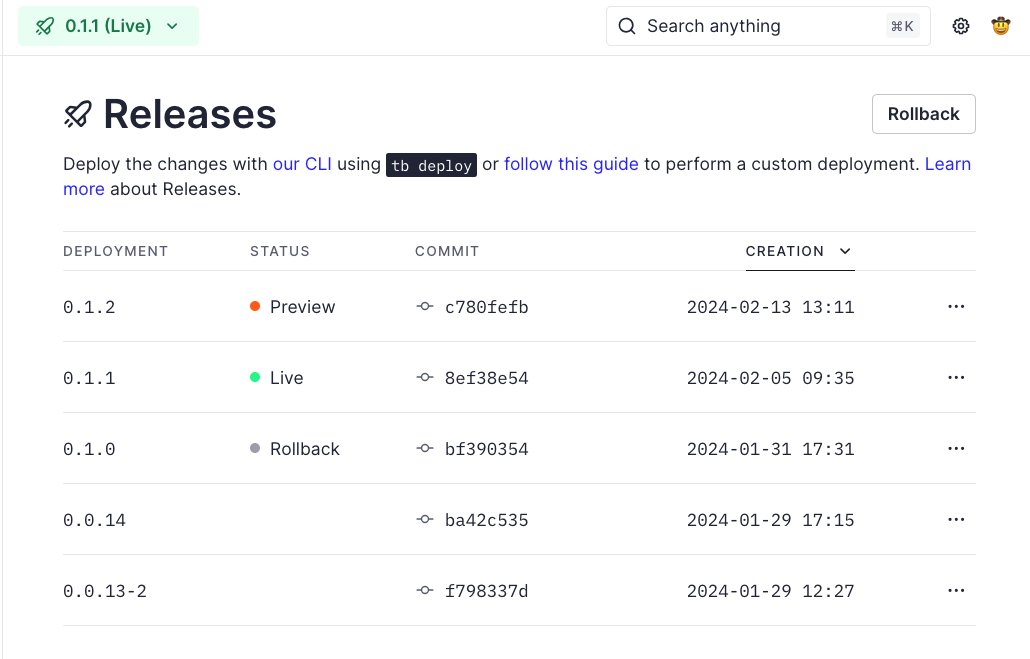 0.1.1 (Live)
Search anything
⌘K
Releases
Rollback
Deploy the changes with our CLI using tb deploy or follow this guide to perform a custom deployment. Learn
more about Releases.
DEPLOYMENT STATUS COMMIT CREATION
0.1.2 Preview c780fefb 2024-02-13 13:11
0.1.1 Live 8ef38e54 2024-02-05 09:35
0.1.0 Rollback bf390354 2024-01-31 17:31
0.0.14 ba42c535 2024-01-29 17:15
0.0.13-2 f798337d 2024-01-29 12:27